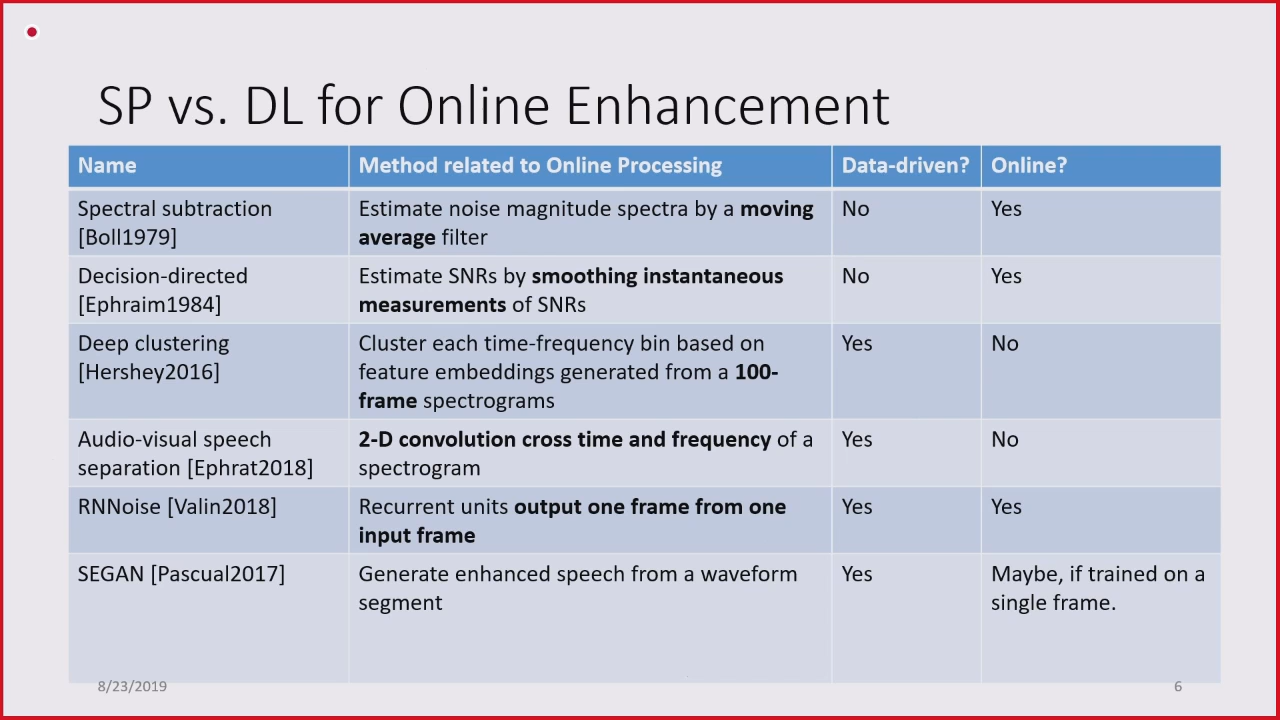 SP vs. DL for Online Enhancement
Name
Method related to Online Processing
Data-driven?
Online?
Spectral subtraction
[Boll1979]
Estimate noise magnitude spectra by a moving
average filter
No
Yes
Decision-directed
[Ephraim1984]
Estimate SNRs by smoothing instantaneous
measurements of SNRs
No
Yes
Deep clustering
[Hershey2016]
Cluster each time-frequency bin based on
feature embeddings generated from a 100-
frame spectrograms
Yes
No
Audio-visual speech
separation [Ephrat2018]
2-D convolution cross time and frequency of a
spectrogram
Yes
No
RNNoise [Valin2018]
Recurrent units output one frame from one
input frame
Yes
Yes
SEGAN [Pascual2017]
Generate enhanced speech from a waveform
segment
Yes
Maybe, if trained on a
single frame.
8/23/2019
6